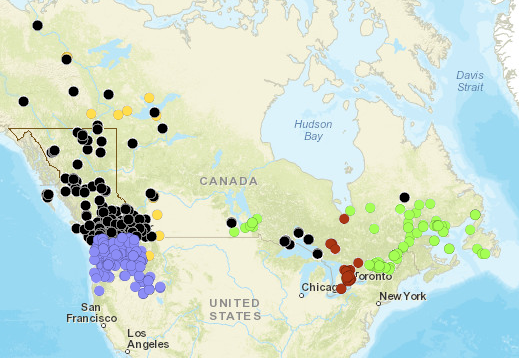 Davis
Strait
Hudson
Bay
CANADA
Toronto
Chicago
New York
UNITED
STATES
San
Francisco
Los
Angeles